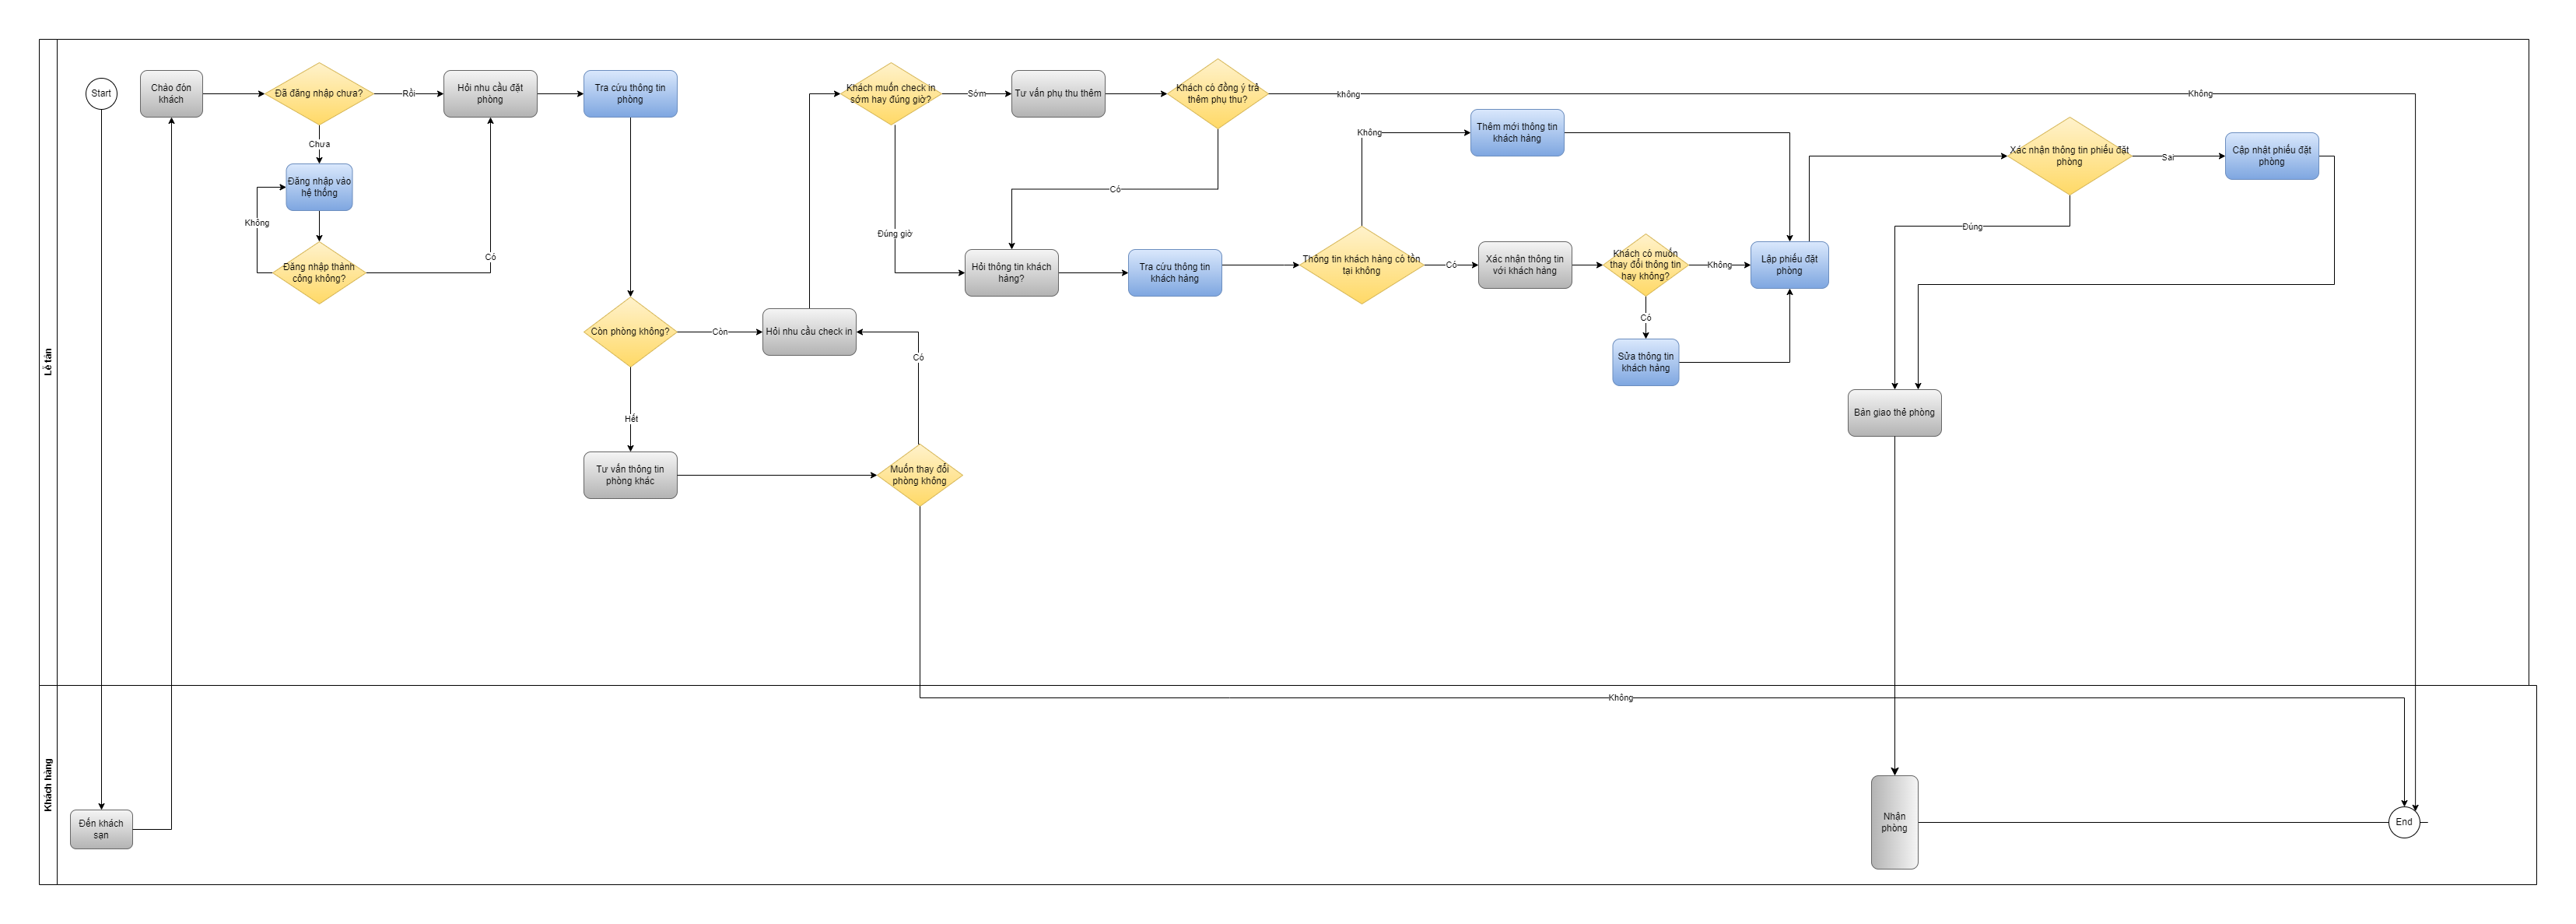 Lễ tân
Start
Chào đón
khách
Đã đăng nhập chưa?
Rồi
Chưa
Đăng nhập vào
hệ thống
Không
Đăng nhập thành
công không?
Có
Hỏi nhu cầu đặt
phòng
Tra cứu thông tin
phòng
Còn phòng không?
Còn
Hết
Tư vấn thông tin
phòng khác
Hỏi nhu cầu check in
Có
Muốn thay đổi
phòng không
Khách muốn check in
sớm hay đúng giờ?
Sớm
Đúng giờ
Tư vấn phụ thu thêm
Khách có đồng ý trả
thêm phụ thu?
không
Không
Có
Hỏi thông tin khách
hàng?
Tra cứu thông tin
khách hàng
Thông tin khách hàng có tồn
tại không
Không
Thêm mới thông tin
khách hàng
Có
Xác nhận thông tin
với khách hàng
Khách có muốn
thay đổi thông tin
hay không?
Không
Có
Sửa thông tin
khách hàng
Lập phiếu đặt
phòng
Xác nhận thông tin phiếu đặt
phòng
Sai
Cập nhật phiếu đặt
phòng
Đúng
Bàn giao thẻ phòng
Khách hàng
Không
Đến khách
sạn
Nhận
phòng
End